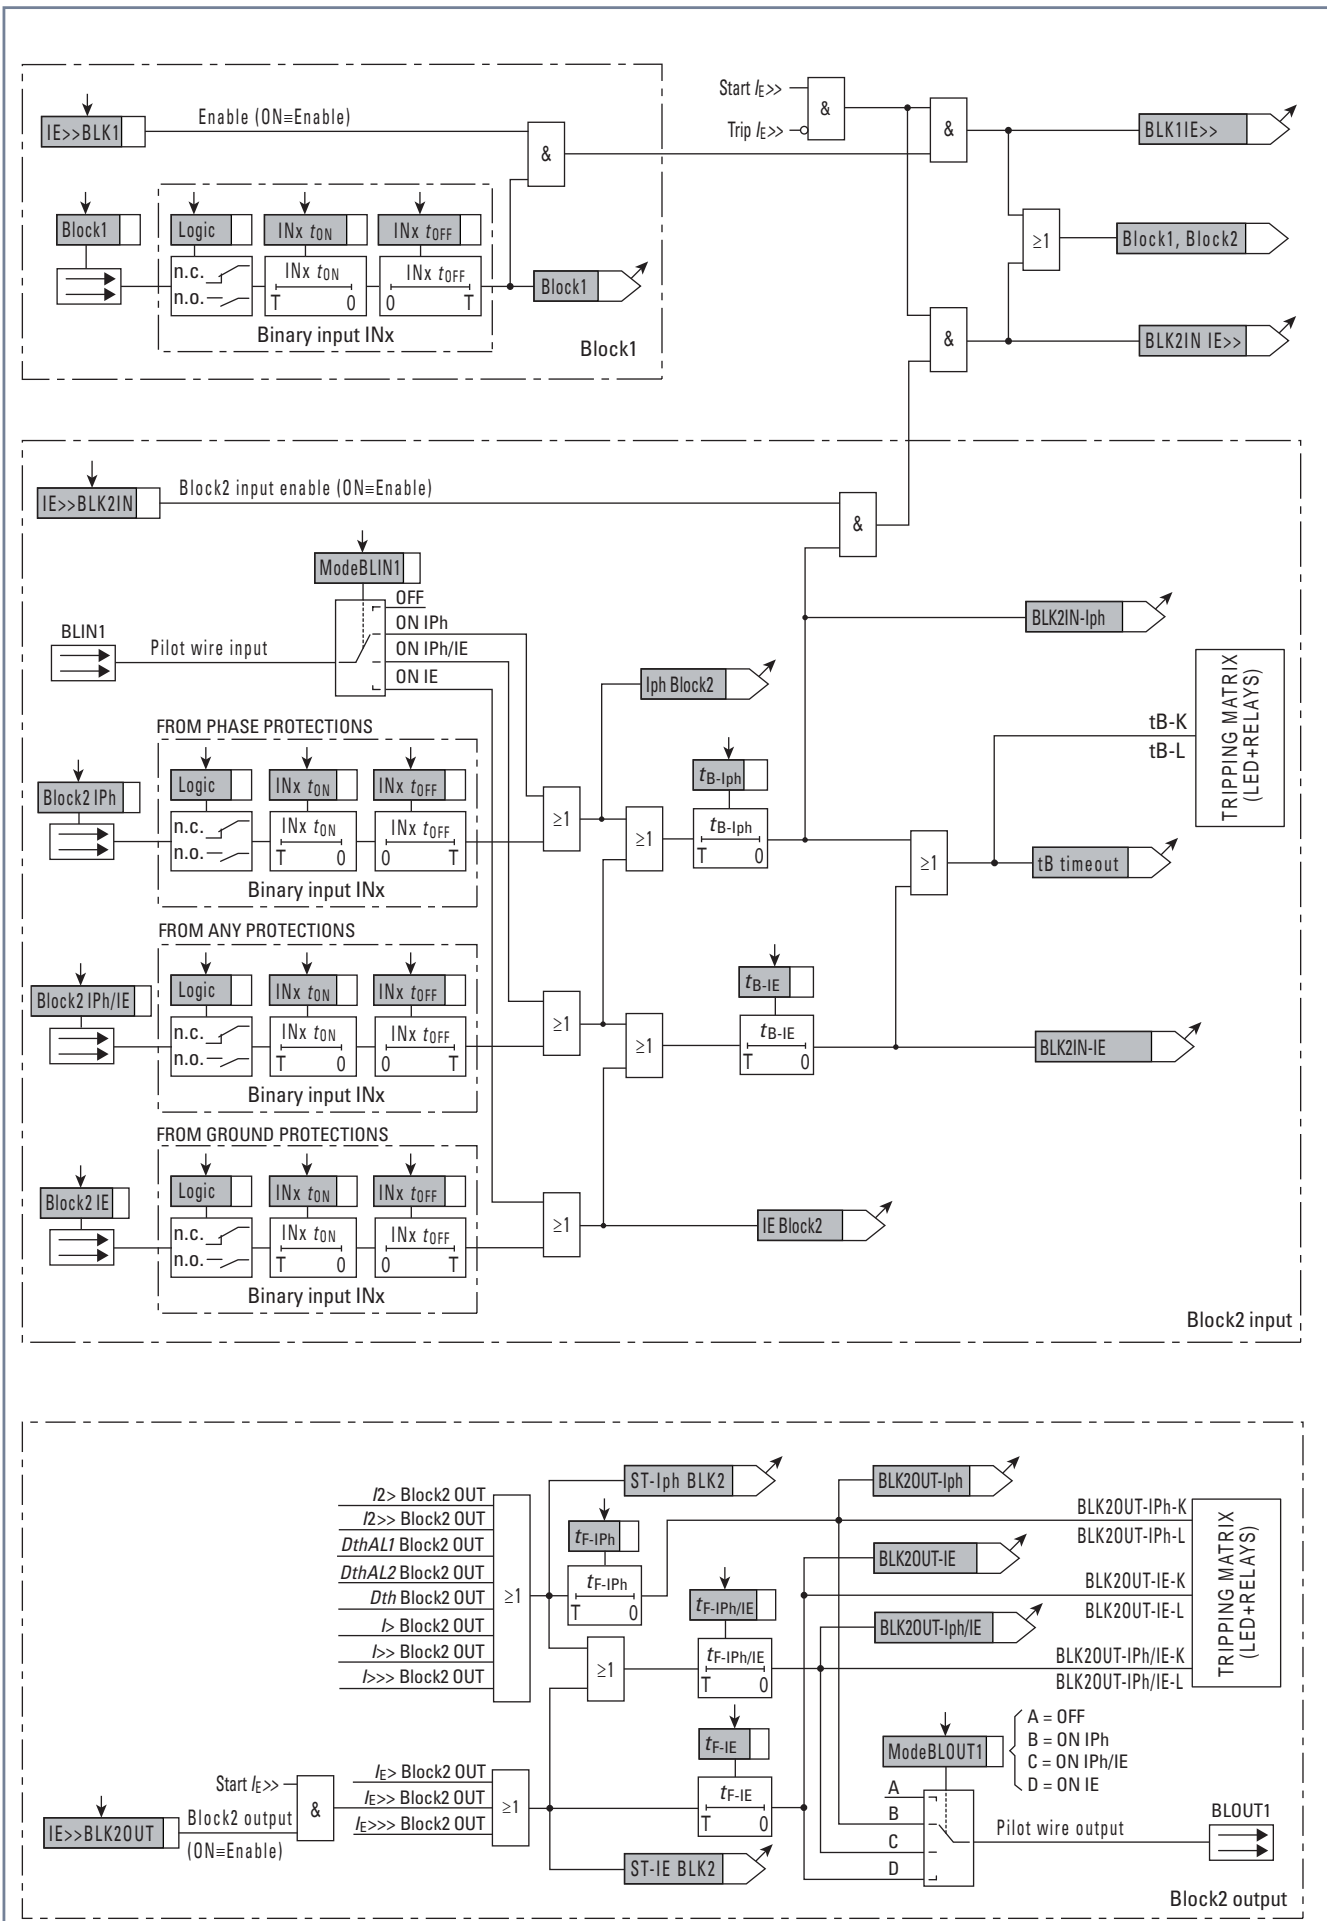 IE>>BLK1
Enable (ON≡Enable)
&
Start IE>>
Trip IE>>
&
&
BLK1IE>>
Block1
Logic
INx tON
INx tOFF
n.c.
n.o.
INx tON
T 0
INx tOFF
0 T
Binary input INx
Block1
Block1
≥1
Block1, Block2
&
BLK2IN IE>>
IE>>BLK2IN
Block2 input enable (ON≡Enable)
&
ModeBLIN1
OFF
ON IPh
ON IPh/IE
ON IE
BLIN1
Pilot wire input
BLK2IN-Iph
Iph Block2
TRIPPING MATRIX
(LED+RELAYS)
tB-K
tB-L
FROM PHASE PROTECTIONS
Block2 IPh
Logic
INx tON
INx tOFF
n.c.
n.o.
INx tON
T 0
INx tOFF
0 T
Binary input INx
≥1
≥1
tB-Iph
tB-Iph
T 0
≥1
tB timeout
FROM ANY PROTECTIONS
Block2 IPh/IE
Logic
INx tON
INx tOFF
n.c.
n.o.
INx tON
T 0
INx tOFF
0 T
Binary input INx
≥1
≥1
tB-IE
tB-IE
T 0
BLK2IN-IE
FROM GROUND PROTECTIONS
Block2 IE
Logic
INx tON
INx tOFF
n.c.
n.o.
INx tON
T 0
INx tOFF
0 T
Binary input INx
≥1
IE Block2
Block2 input
I2> Block2 OUT
I2>> Block2 OUT
DthAL1 Block2 OUT
DthAL2 Block2 OUT
Dth Block2 OUT
I> Block2 OUT
I>> Block2 OUT
I>>> Block2 OUT
≥1
ST-Iph BLK2
tF-IPh
tF-IPh
T 0
≥1
tF-IPh/IE
tF-IPh/IE
T 0
tF-IE
tF-IE
T 0
BLK2OUT-Iph
BLK2OUT-IE
BLK2OUT-Iph/IE
BLK2OUT-IPh-K
BLK2OUT-IPh-L
BLK2OUT-IE-K
BLK2OUT-IE-L
BLK2OUT-IPh/IE-K
BLK2OUT-IPh/IE-L
TRIPPING MATRIX
(LED+RELAYS)
ModeBLOUT1
A = OFF
B = ON IPh
C = ON IPh/IE
D = ON IE
Start IE>>
IE>>BLK2OUT
Block2 output
(ON≡Enable)
&
IE> Block2 OUT
IE>> Block2 OUT
IE>>> Block2 OUT
≥1
ST-IE BLK2
A
B
C
D
Pilot wire output
BLOUT1
Block2 output